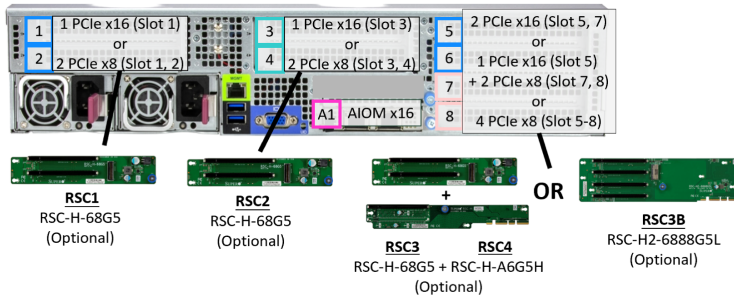 1
2
1 PCIe x16 (Slot 1)
or
2 PCIe x8 (Slot 1, 2)
3
4
1 PCIe x16 (Slot 3)
or
2 PCIe x8 (Slot 3, 4)
5
6
7
8
2 PCIe x16 (Slot 5, 7)
or
1 PCIe x16 (Slot 5)
+ 2 PCIe x8 (Slot 7, 8)
or
4 PCIe x8 (Slot 5-8)
A1
AIOM x16
RSC1
RSC-H-68G5
(Optional)
RSC2
RSC-H-68G5
(Optional)
+
RSC3
RSC4
RSC-H-68G5 + RSC-H-A6G5H
(Optional)
OR
RSC3B
RSC-H2-6888G5L
(Optional)